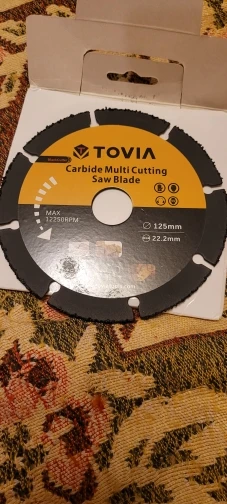 TOVIA
Carbide Multi Cutting
Saw Blade
MAX
12250RPM
125mm
22.2mm